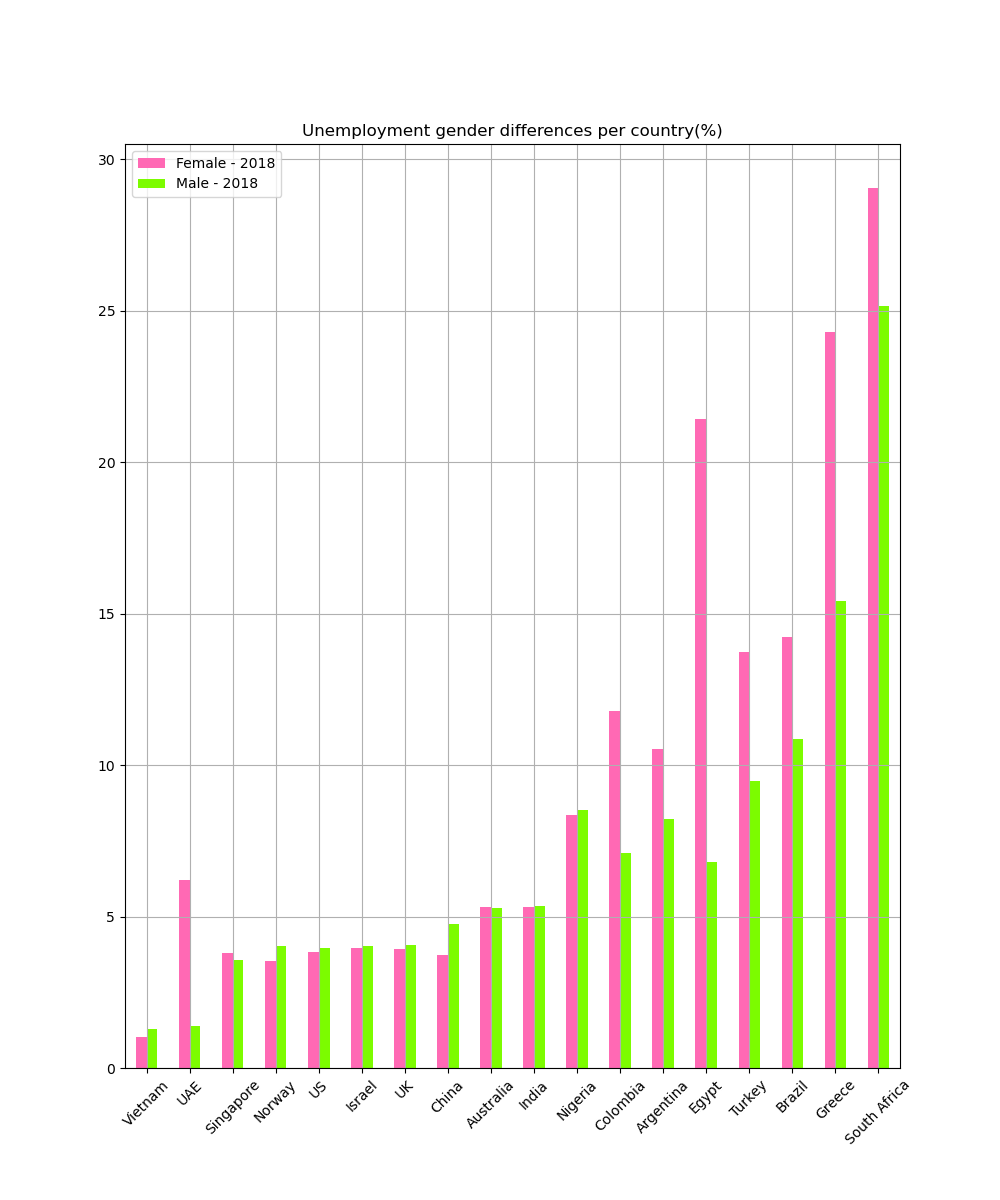 Unemployment gender differences per country(%)
Female - 2018
Male - 2018
30
25
20
15
10
5
0
Vietnam
UAE
Singapore
Norway
US
Israel
UK
China
Australia
India
Nigeria
Colombia
Argentina
Egypt
Turkey
Brazil
Greece
South Africa